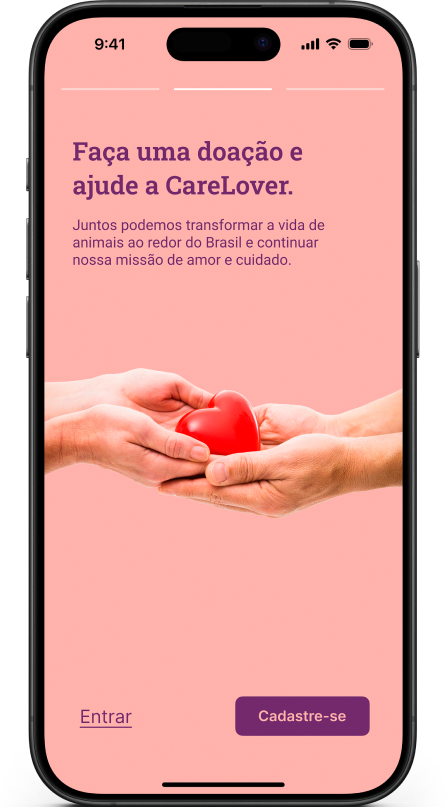 9:41
Faça uma doação e
ajude a CareLover.
Juntos podemos transformar a vida de
animais ao redor do Brasil e continuar
nossa missão de amor e cuidado.
Entrar
Cadastre-se